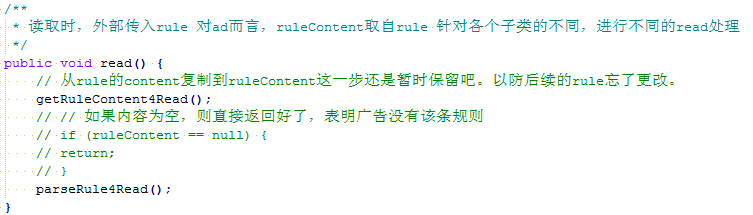 /**
* 读取时，外部传入rule 对ad而言，ruleContent取自rule 针对各个子类的不同，进行不同的read处理
*/
public void read() {
// 从rule的content复制到ruleContent这一步还是暂时保留吧。以防后续的rule忘了更改。
getRuleContent4Read();
// // 如果内容为空，则直接返回好了，表明广告没有该条规则
// if (ruleContent == null) {
// return;
// }
parseRule4Read();
}